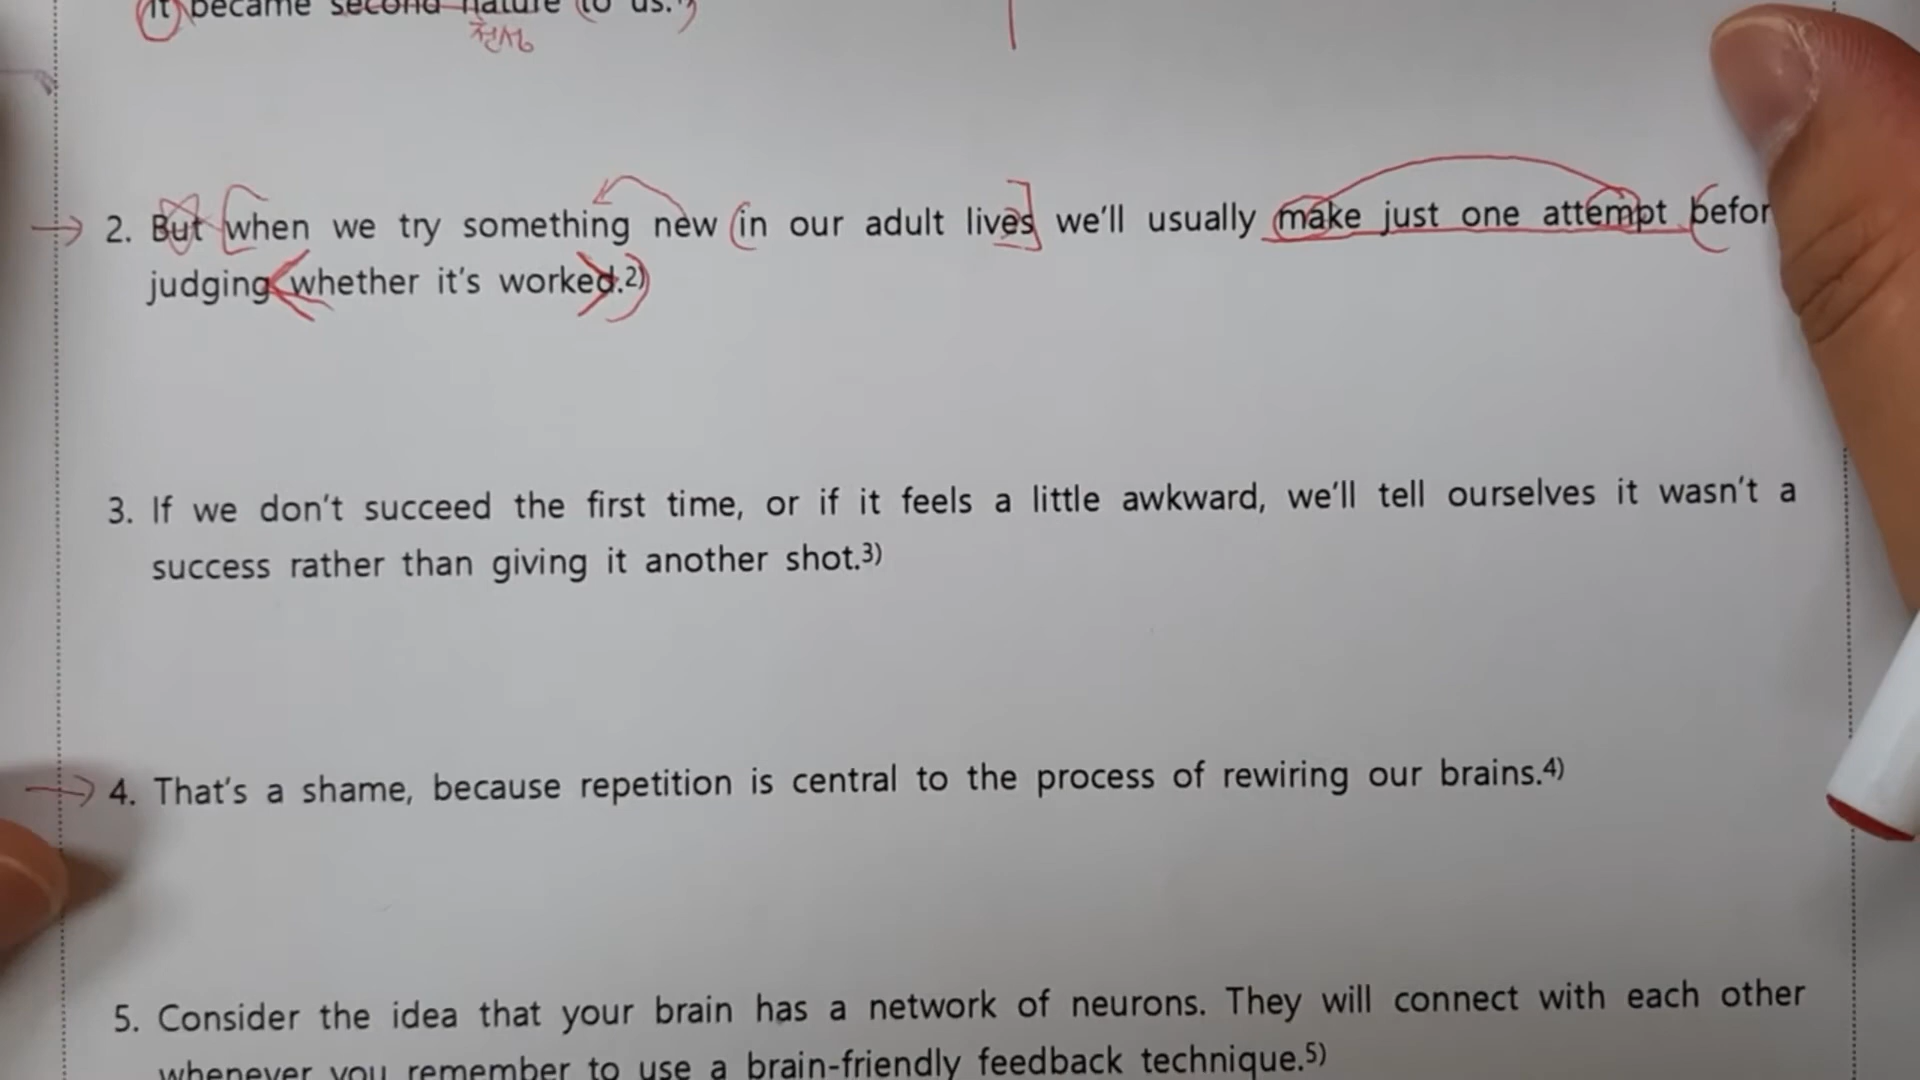 it became second nature to us.
천성
2. But when we try something new in our adult lives we'll usually make just one attempt befor
judging whether it's worked.2)
3. If we don't succeed the first time, or if it feels a little awkward, we'll tell ourselves it wasn't a
success rather than giving it another shot.3)
4. That's a shame, because repetition is central to the process of rewiring our brains.4)
5. Consider the idea that your brain has a network of neurons. They will connect with each other
whenever you remember to use a brain-friendly feedback technique.5)